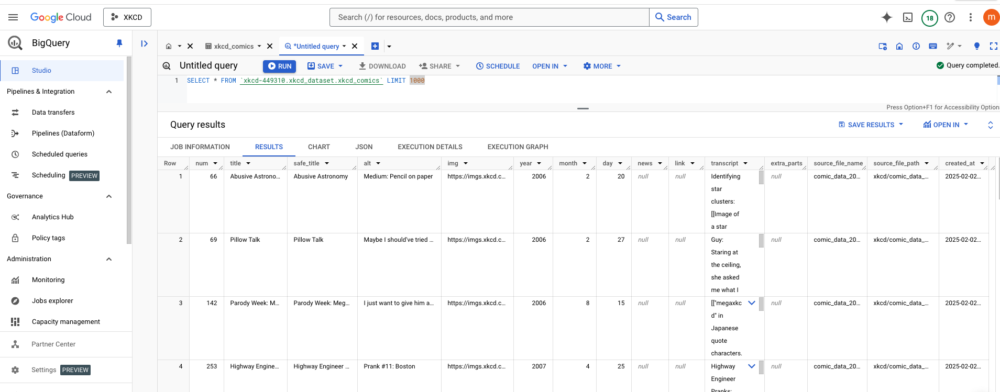 Google Cloud XKCD Search (/) for resources, docs, products, and more Search 18 m
BigQuery
xkcd_comics *Untitled query
Studio
Untitled query RUN SAVE DOWNLOAD SHARE SCHEDULE OPEN IN MORE Query completed.
1 SELECT * FROM `xkcd-449310.xkcd_dataset.xkcd_comics` LIMIT 1000
Press Option+F1 for Accessibility Options
Pipelines & Integration
Data transfers
Pipelines (Dataform)
Scheduled queries
Scheduling PREVIEW
Governance
Analytics Hub
Policy tags
Administration
Monitoring
Jobs explorer
Capacity management
Partner Center
Settings PREVIEW
Query results SAVE RESULTS OPEN IN
JOB INFORMATION RESULTS CHART JSON EXECUTION DETAILS EXECUTION GRAPH
Row num title safe_title alt img year month day news link transcript extra_parts source_file_name source_file_path created_at
1 66 Abusive Astrono... Abusive Astronomy Medium: Pencil on paper https://imgs.xkcd.c... 2006 2 20 null null Identifying null comic_data_20... xkcd/comic_data_... 2025-02-02...
star
clusters:
[[Image of
a star
2 69 Pillow Talk Pillow Talk Maybe I should've tried ... https://imgs.xkcd.c... 2006 2 27 null null Guy: null comic_data_20... xkcd/comic_data_... 2025-02-02...
Staring at
the ceiling,
she asked
me what I
3 142 Parody Week: M... Parody Week: Meg... I just want to give him a... https://imgs.xkcd.c... 2006 8 15 null null [["megaxkc null comic_data_20... xkcd/comic_data_... 2025-02-02...
d" in
Japanese
quote
characters.
4 253 Highway Engine... Highway Engineer ... Prank #11: Boston https://imgs.xkcd.c... 2007 4 25 null null Highway null comic_data_20... xkcd/comic_data_... 2025-02-02...
Engineer
Pranks: